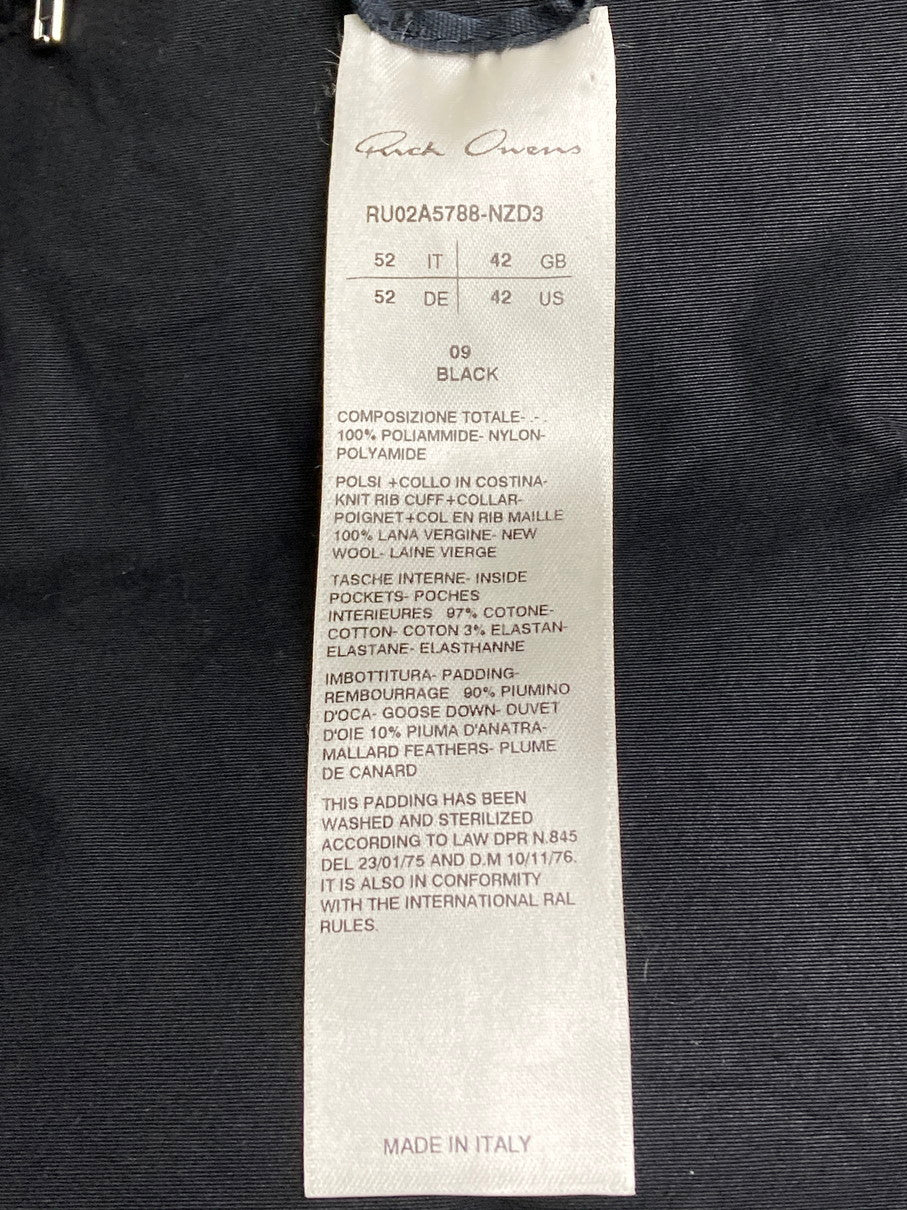 Rick Owens
RU02A5788-NZD3
52 IT 42 GB
52 DE 42 US
09
BLACK
COMPOSIZIONE TOTALE- .- .
100% POLIAMMIDE- NYLON-
POLYAMIDE
POLSI +COLLO IN COSTINA-
KNIT RIB CUFF+COLLAR-
POIGNET+COL EN RIB MAILLE
100% LANA VERGINE- NEW
WOOL- LAINE VIERGE
TASCHE INTERNE- INSIDE
POCKETS- POCHES
INTERIEURES 97% COTONE-
COTTON- COTON 3% ELASTAN-
ELASTANE- ELASTHANNE
IMBOTTITURA- PADDING-
REMBOURRAGE 90% PIUMINO
D'OCA- GOOSE DOWN- DUVET
D'OIE 10% PIUMA D'ANATRA-
MALLARD FEATHERS- PLUME
DE CANARD
THIS PADDING HAS BEEN
WASHED AND STERILIZED
ACCORDING TO LAW DPR N.845
DEL 23/01/75 AND D.M 10/11/76.
IT IS ALSO IN CONFORMITY
WITH THE INTERNATIONAL RAL
RULES.
MADE IN ITALY